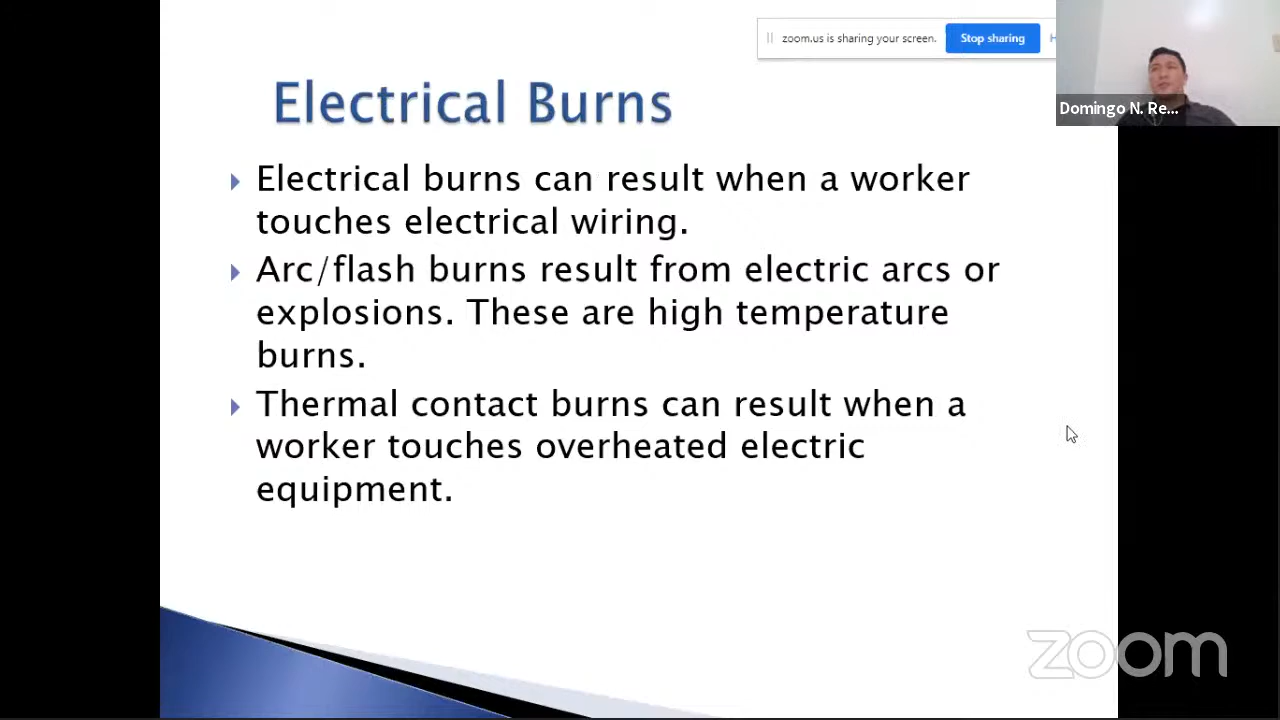 zoom.us is sharing your screen. Stop sharing
Domingo N. Re...
Electrical Burns
Electrical burns can result when a worker
touches electrical wiring.
Arc/flash burns result from electric arcs or
explosions. These are high temperature
burns.
Thermal contact burns can result when a
worker touches overheated electric
equipment.
zoom